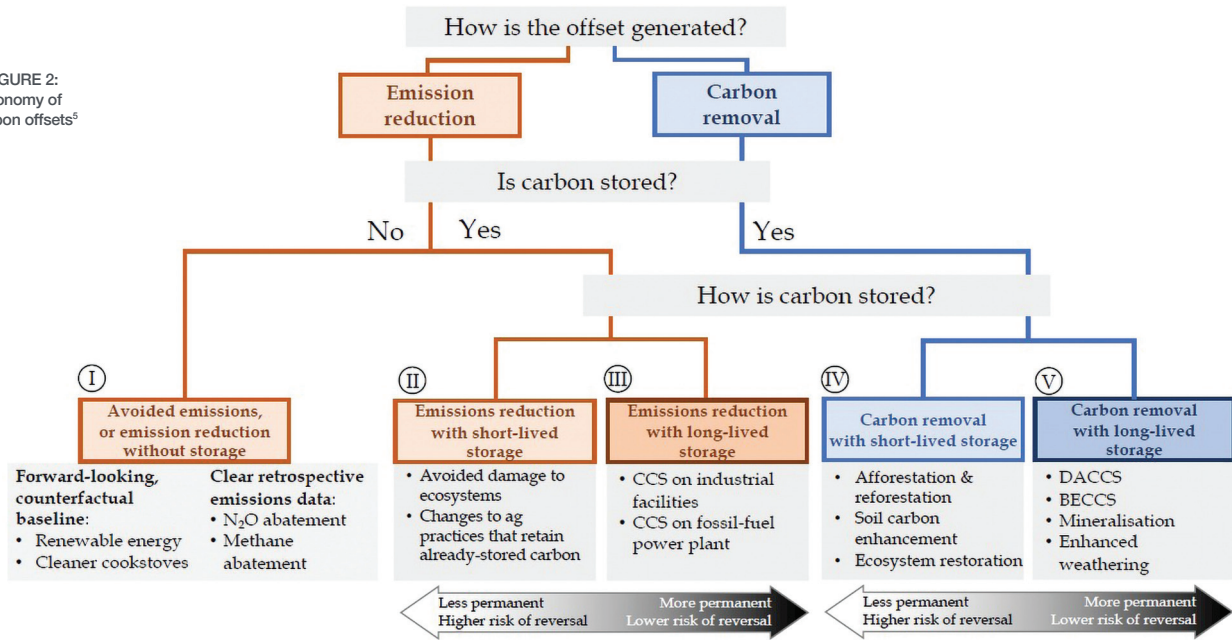 How is the offset generated?
GURE 2:
onomy of
bon offsets⁵
Emission
reduction
Carbon
removal
Is carbon stored?
No
Yes
Yes
How is carbon stored?
I
Avoided emissions,
or emission reduction
without storage
Forward-looking,
counterfactual
baseline:
• Renewable energy
• Cleaner cookstoves
Clear retrospective
emissions data:
• N₂O abatement
• Methane
abatement
II
Emissions reduction
with short-lived
storage
• Avoided damage to
ecosystems
• Changes to ag
practices that retain
already-stored carbon
III
Emissions reduction
with long-lived
storage
• CCS on industrial
facilities
• CCS on fossil-fuel
power plant
Less permanent
Higher risk of reversal
More permanent
Lower risk of reversal
IV
Carbon removal
with short-lived storage
• Afforestation &
reforestation
• Soil carbon
enhancement
• Ecosystem restoration
V
Carbon removal
with long-lived
storage
• DACCS
• BECCS
• Mineralisation
• Enhanced
weathering
Less permanent
Higher risk of reversal
More permanent
Lower risk of reversal